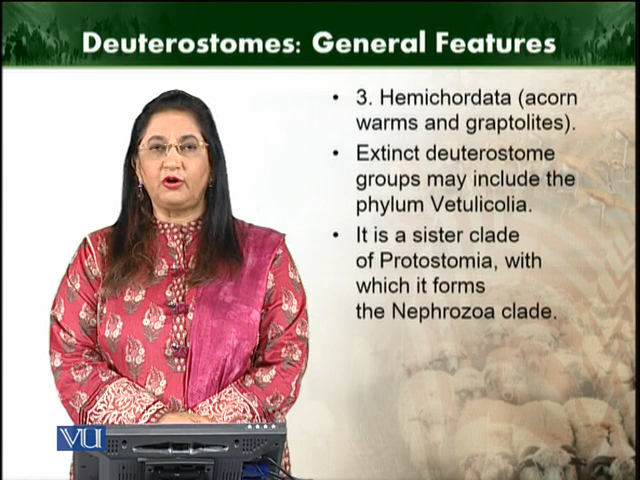 Deuterostomes: General Features
• 3. Hemichordata (acorn
warms and graptolites).
• Extinct deuterostome
groups may include the
phylum Vetulicolia.
• It is a sister clade
of Protostomia, with
which it forms
the Nephrozoa clade.
VU